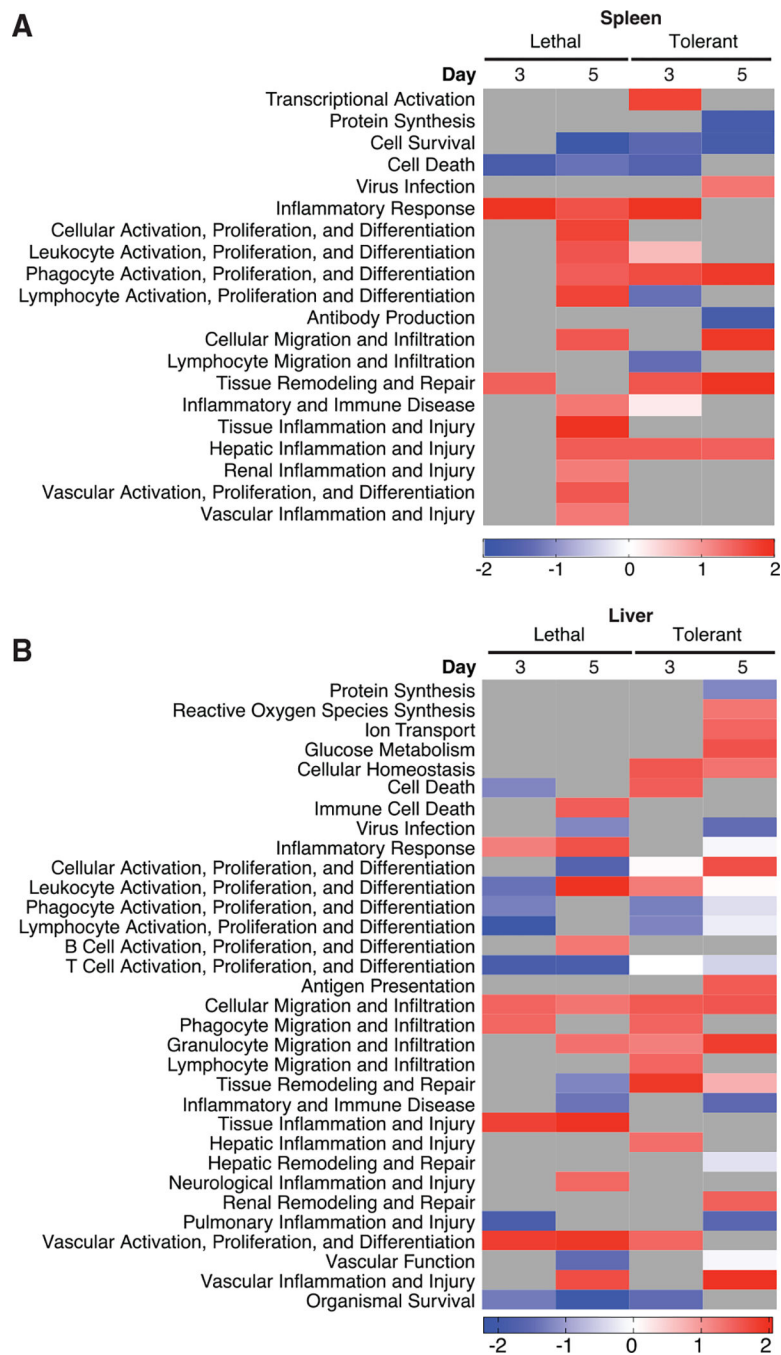 A
Spleen
Lethal Tolerant
Day 3 5 3 5
Transcriptional Activation
Protein Synthesis
Cell Survival
Cell Death
Virus Infection
Inflammatory Response
Cellular Activation, Proliferation, and Differentiation
Leukocyte Activation, Proliferation, and Differentiation
Phagocyte Activation, Proliferation, and Differentiation
Lymphocyte Activation, Proliferation and Differentiation
Antibody Production
Cellular Migration and Infiltration
Lymphocyte Migration and Infiltration
Tissue Remodeling and Repair
Inflammatory and Immune Disease
Tissue Inflammation and Injury
Hepatic Inflammation and Injury
Renal Inflammation and Injury
Vascular Activation, Proliferation, and Differentiation
Vascular Inflammation and Injury
-2 -1 0 1 2
B
Liver
Lethal Tolerant
Day 3 5 3 5
Protein Synthesis
Reactive Oxygen Species Synthesis
Ion Transport
Glucose Metabolism
Cellular Homeostasis
Cell Death
Immune Cell Death
Virus Infection
Inflammatory Response
Cellular Activation, Proliferation, and Differentiation
Leukocyte Activation, Proliferation, and Differentiation
Phagocyte Activation, Proliferation, and Differentiation
Lymphocyte Activation, Proliferation and Differentiation
B Cell Activation, Proliferation, and Differentiation
T Cell Activation, Proliferation, and Differentiation
Antigen Presentation
Cellular Migration and Infiltration
Phagocyte Migration and Infiltration
Granulocyte Migration and Infiltration
Lymphocyte Migration and Infiltration
Tissue Remodeling and Repair
Inflammatory and Immune Disease
Tissue Inflammation and Injury
Hepatic Inflammation and Injury
Hepatic Remodeling and Repair
Neurological Inflammation and Injury
Renal Remodeling and Repair
Pulmonary Inflammation and Injury
Vascular Activation, Proliferation, and Differentiation
Vascular Function
Vascular Inflammation and Injury
Organismal Survival
-2 -1 0 1 2